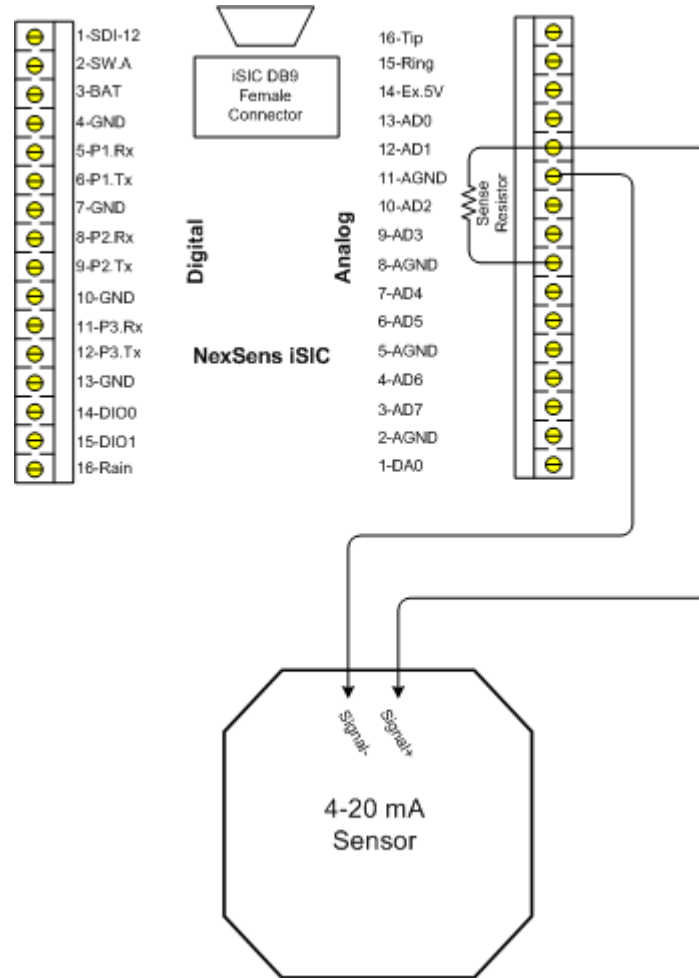 1-SDI-12
2-SW.A
3-BAT
4-GND
5-P1.Rx
6-P1.Tx
7-GND
8-P2.Rx
9-P2.Tx
10-GND
11-P3.Rx
12-P3.Tx
13-GND
14-DIO0
15-DIO1
16-Rain
iSIC DB9
Female
Connector
Digital
Analog
NexSens iSIC
16-Tip
15-Ring
14-Ex.5V
13-AD0
12-AD1
11-AGND
10-AD2
9-AD3
8-AGND
7-AD4
6-AD5
5-AGND
4-AD6
3-AD7
2-AGND
1-DA0
Sense
Resistor
Signal-
Signal+
4-20 mA
Sensor